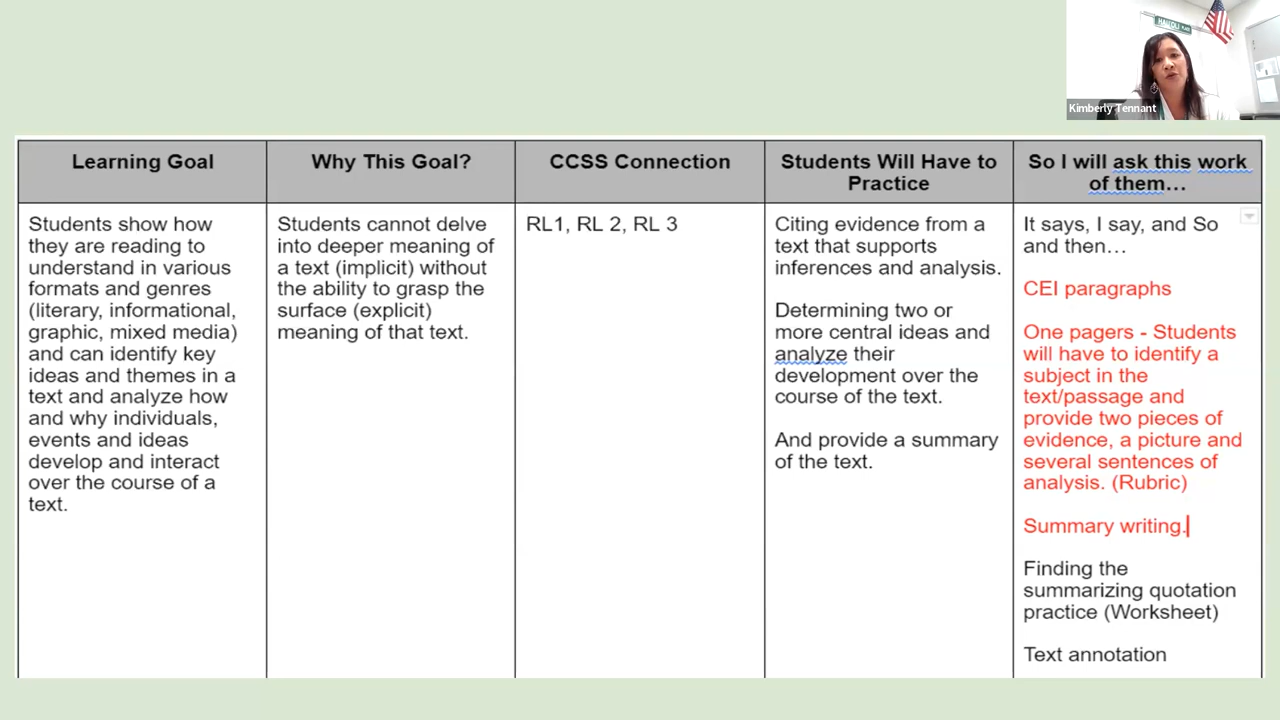 Kimberly Tennant
Learning Goal
Why This Goal?
CCSS Connection
Students Will Have to
Practice
So I will ask this work
of them…
Students show how
they are reading to
understand in various
formats and genres
(literary, informational,
graphic, mixed media)
and can identify key
ideas and themes in a
text and analyze how
and why individuals,
events and ideas
develop and interact
over the course of a
text.
Students cannot delve
into deeper meaning of
a text (implicit) without
the ability to grasp the
surface (explicit)
meaning of that text.
RL1, RL 2, RL 3
Citing evidence from a
text that supports
inferences and analysis.
Determining two or
more central ideas and
analyze their
development over the
course of the text.
And provide a summary
of the text.
It says, I say, and So
and then…
CEI paragraphs
One pagers - Students
will have to identify a
subject in the
text/passage and
provide two pieces of
evidence, a picture and
several sentences of
analysis. (Rubric)
Summary writing.
Finding the
summarizing quotation
practice (Worksheet)
Text annotation